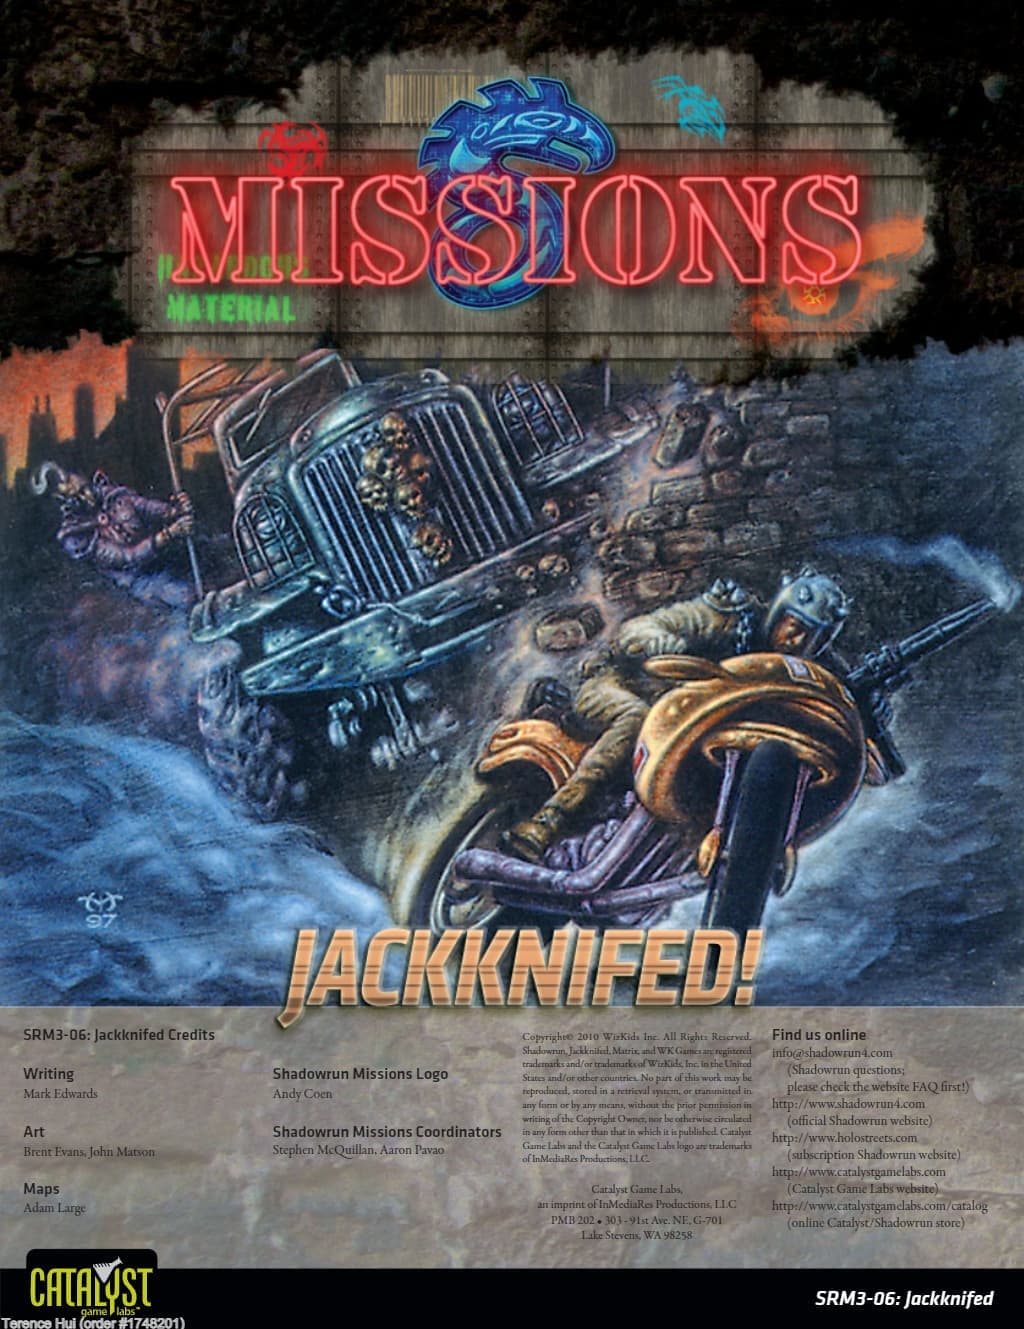 MISSIONS
MATERIAL
97
JACKKNIFED!
SRM3-06: Jackknifed Credits
Writing
Mark Edwards
Art
Brent Evans, John Matson
Maps
Adam Large
Shadowrun Missions Logo
Andy Coen
Shadowrun Missions Coordinators
Stephen McQuillan, Aaron Pavao
Copyright© 2010 WizKids Inc. All Rights Reserved.
Shadowrun, Jackknifed, Matrix, and WK Games are registered
trademarks and/or trademarks of WizKids, Inc. in the United
States and/or other countries. No part of this work may be
reproduced, stored in a retrieval system, or transmitted in
any form or by any means, without the prior permission in
writing of the Copyright Owner, nor be otherwise circulated
in any form other than that in which it is published. Catalyst
Game Labs and the Catalyst Game Labs logo are trademarks
of InMediaRes Productions, LLC.
Catalyst Game Labs,
an imprint of InMediaRes Productions, LLC
PMB 202 • 303 - 91st Ave. NE, G-701
Lake Stevens, WA 98258
Find us online
info@shadowrun4.com
(Shadowrun questions;
please check the website FAQ first!)
http://www.shadowrun4.com
(official Shadowrun website)
http://www.holostreets.com
(subscription Shadowrun website)
http://www.catalystgamelabs.com
(Catalyst Game Labs website)
http://www.catalystgamelabs.com/catalog
(online Catalyst/Shadowrun store)
CATALYST
game labs™
SRM3-06: Jackknifed
Terence Hui (order #1748201)